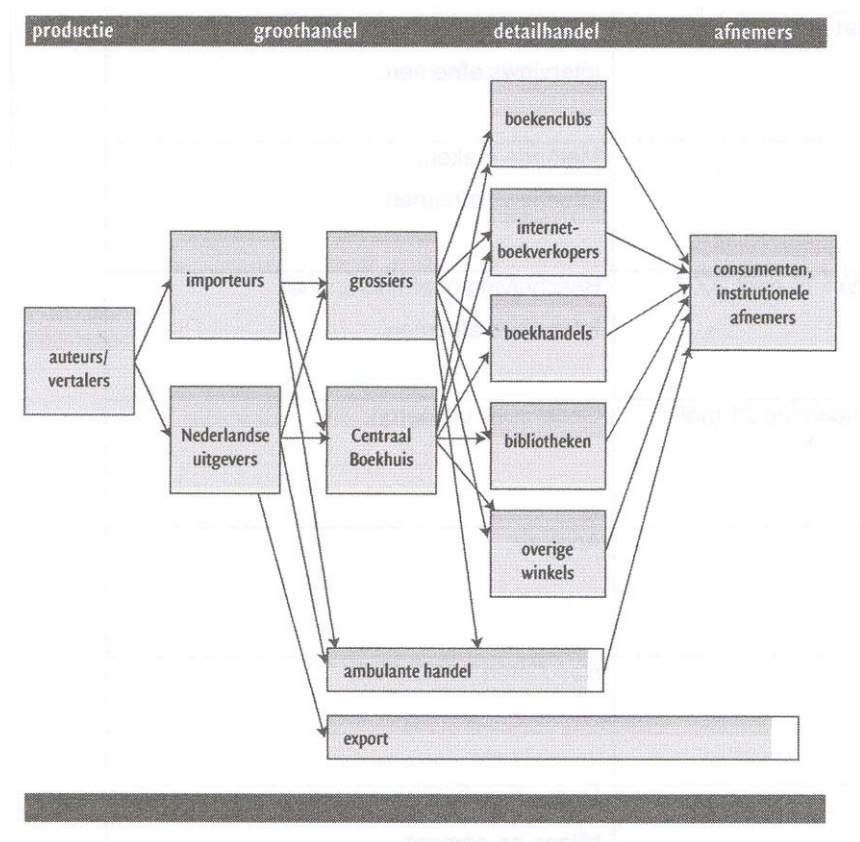 productie groothandel detailhandel afnemers
boekenclubs
internet-
boekverkopers
importeurs
grossiers
consumenten,
institutionele
afnemers
boekhandels
auteurs/
vertalers
Nederlandse
uitgevers
Centraal
Boekhuis
bibliotheken
overige
winkels
ambulante handel
export